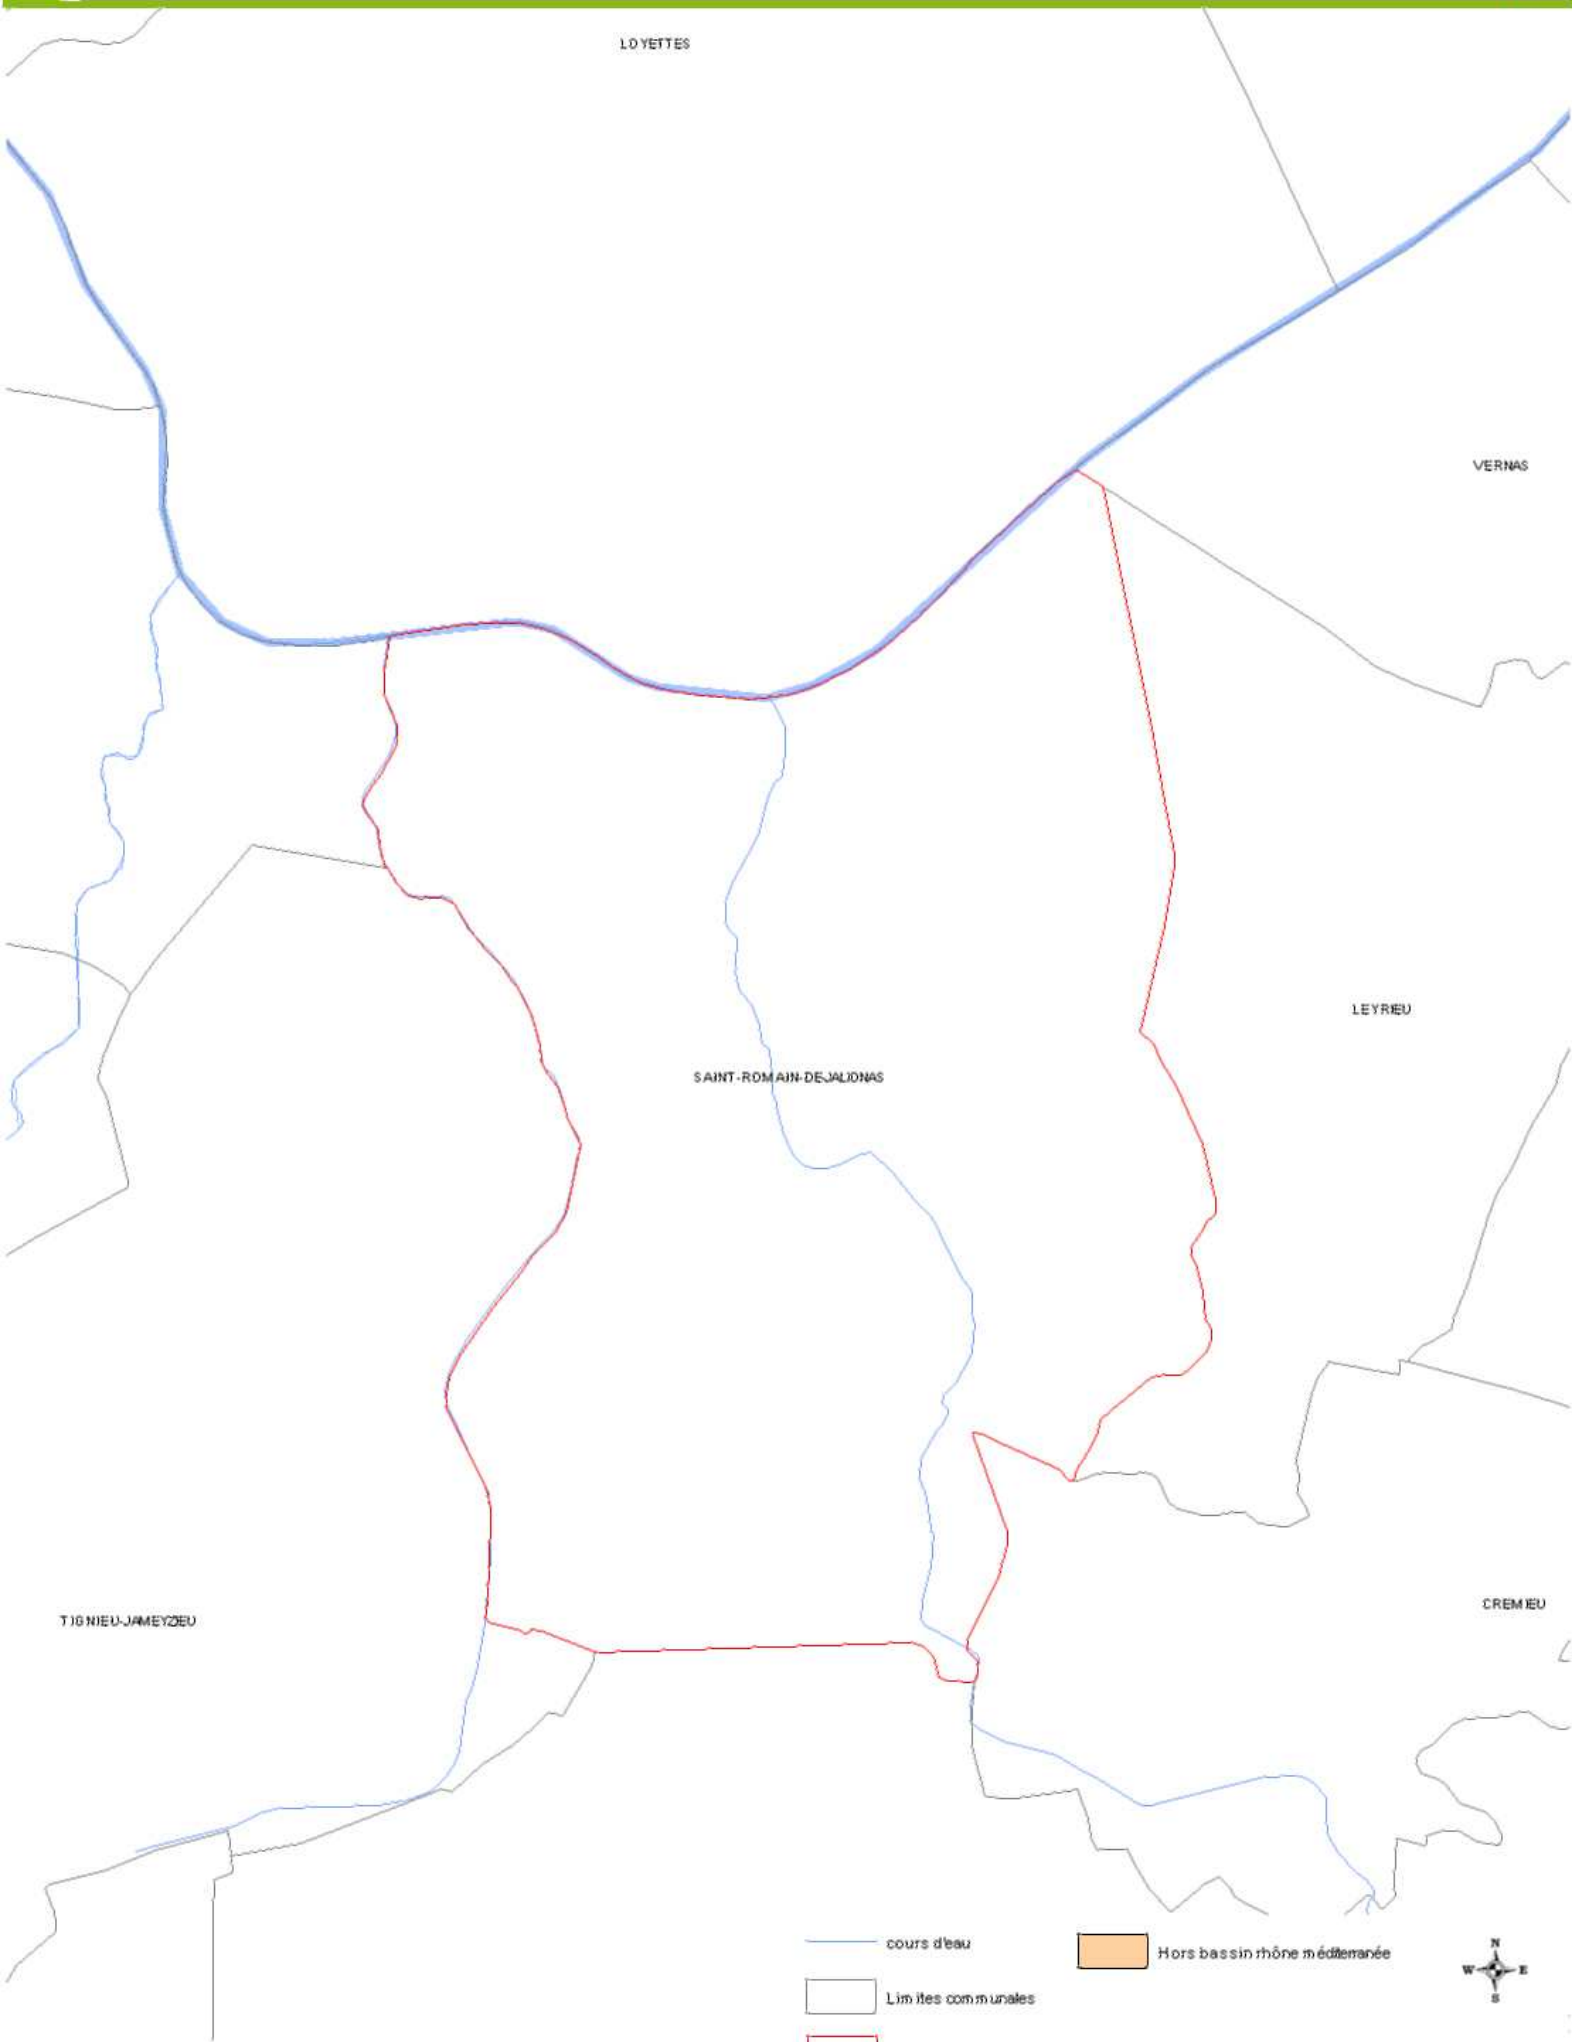 LOYETTES
VERNAS
LEYRIEU
SAINT-ROMAIN-DE-JALIONAS
CREMIEU
TIGNIEU-JAMEYZIEU
cours d'eau
Hors bassin rhône méditerranée
Limites communales
N
W E
S